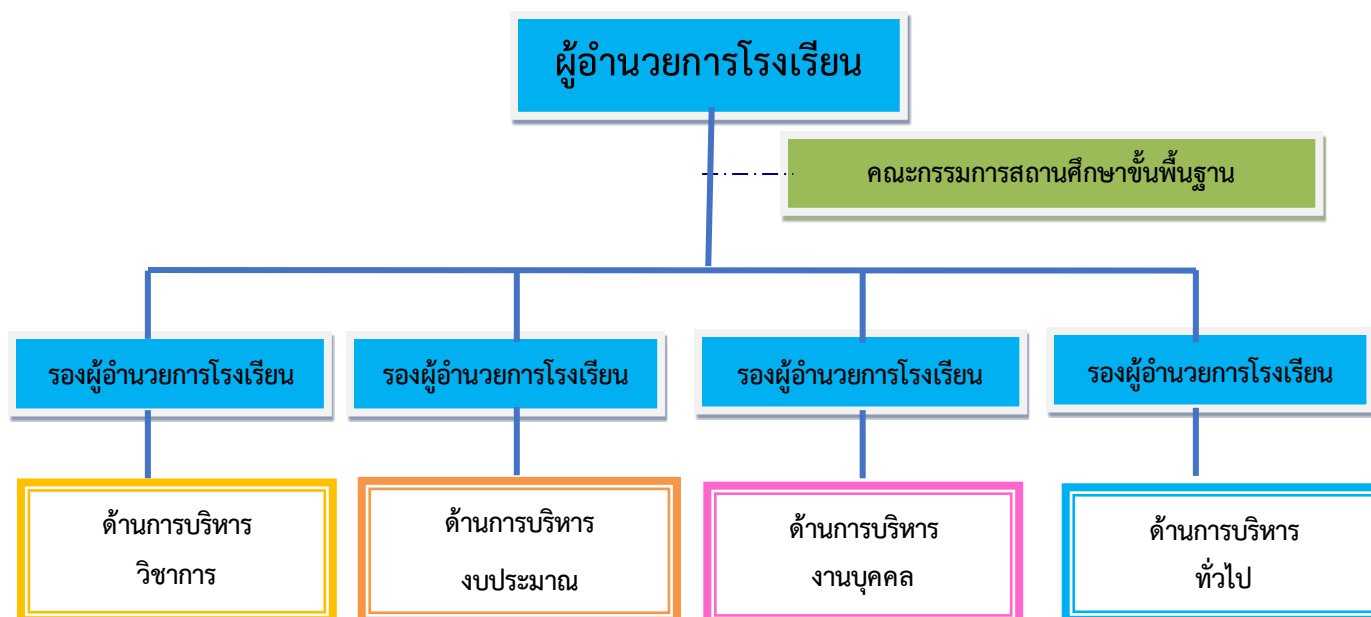 ผู้อำนวยการโรงเรียน
คณะกรรมการสถานศึกษาขั้นพื้นฐาน
รองผู้อำนวยการโรงเรียน
รองผู้อำนวยการโรงเรียน
รองผู้อำนวยการโรงเรียน
รองผู้อำนวยการโรงเรียน
ด้านการบริหาร
วิชาการ
ด้านการบริหาร
งบประมาณ
ด้านการบริหาร
งานบุคคล
ด้านการบริหาร
ทั่วไป